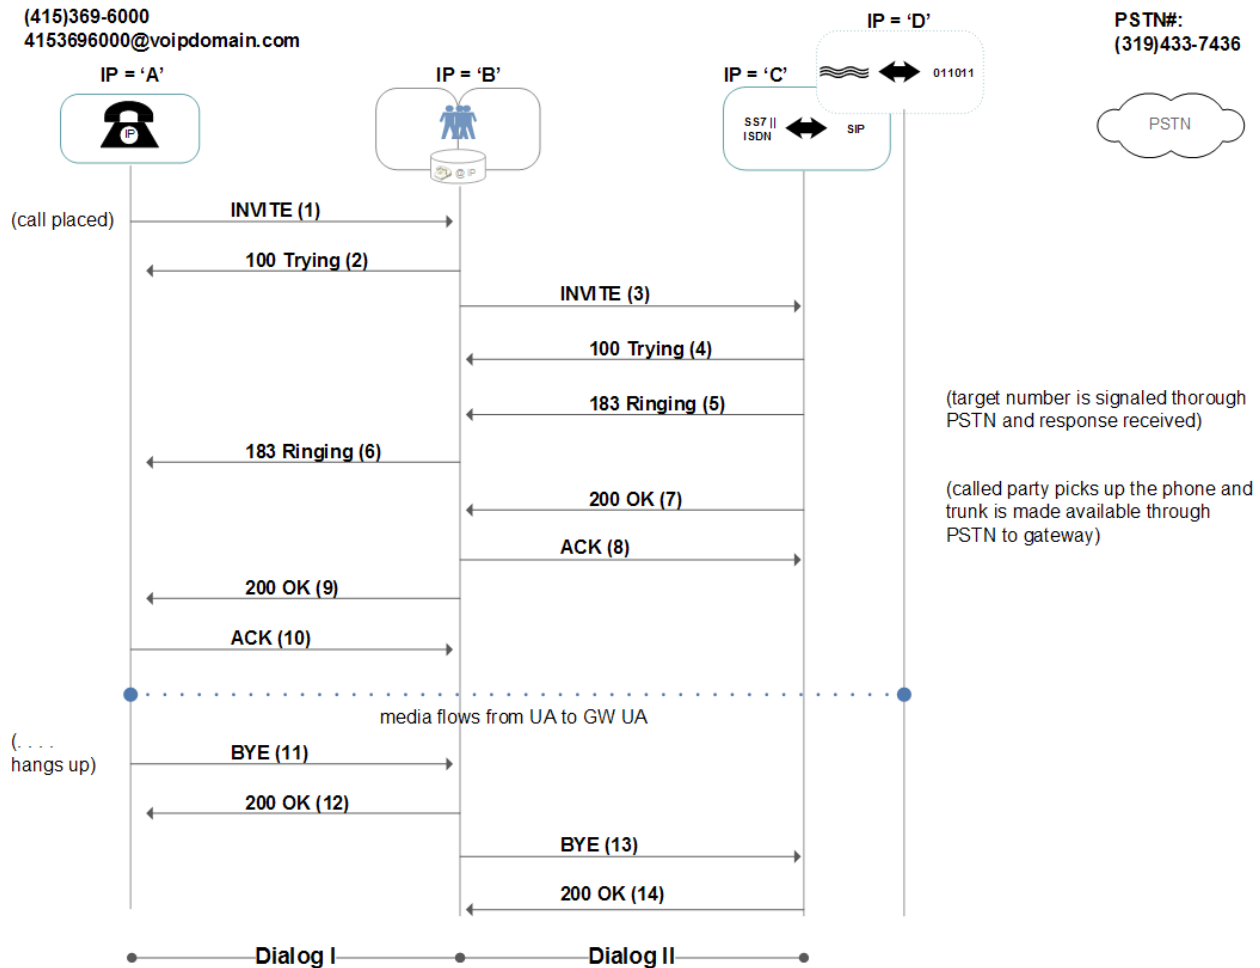 (415)369-6000
4153696000@voipdomain.com
IP = ‘A’
IP = ‘B’
IP = ‘C’
IP = ‘D’
PSTN#:
(319)433-7436
IP
@ IP
SS7 ||
ISDN
SIP
011011
PSTN
(call placed)
INVITE (1)
100 Trying (2)
INVITE (3)
100 Trying (4)
183 Ringing (5)
(target number is signaled thorough
PSTN and response received)
183 Ringing (6)
200 OK (7)
(called party picks up the phone and
trunk is made available through
PSTN to gateway)
ACK (8)
200 OK (9)
ACK (10)
media flows from UA to GW UA
(. . . .
hangs up)
BYE (11)
200 OK (12)
BYE (13)
200 OK (14)
Dialog I
Dialog II